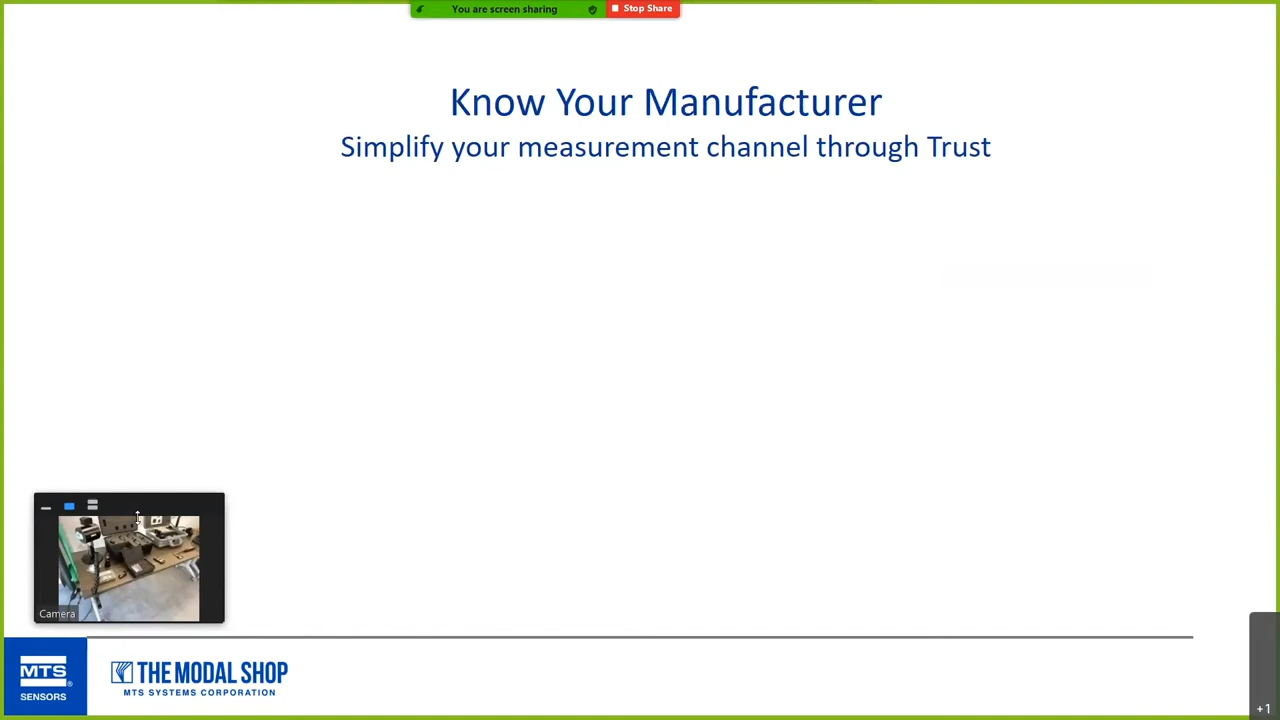 You are screen sharing
Stop Share
Know Your Manufacturer
Simplify your measurement channel through Trust
Camera
MTS
®
SENSORS
THE MODAL SHOP
MTS SYSTEMS CORPORATION
+1